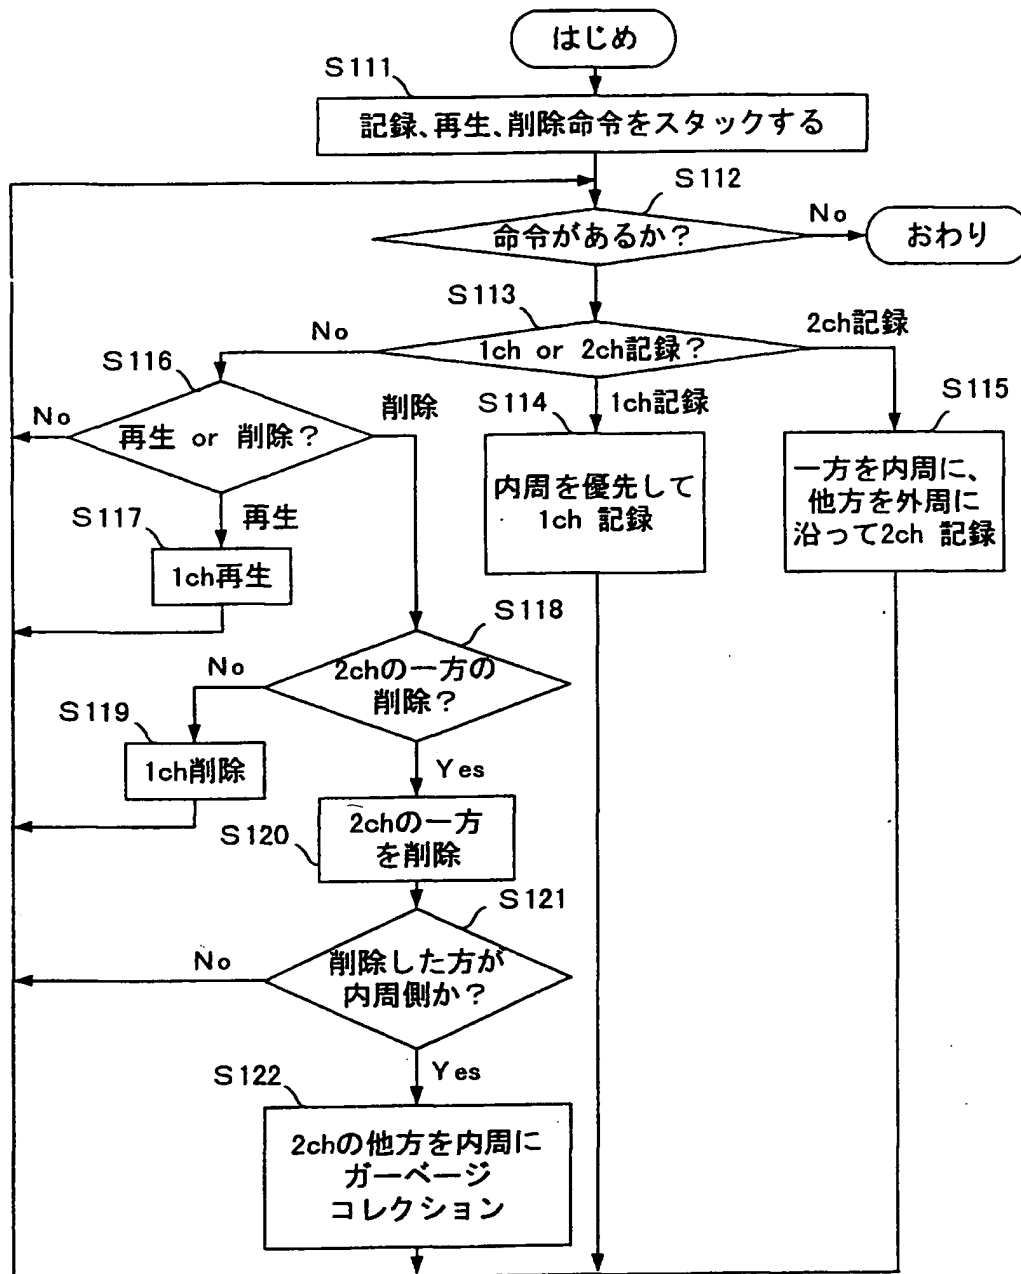 はじめ
S111
記録、再生、削除命令をスタックする
S112
命令があるか?
No
おわり
S113
No
1ch or 2ch記録?
2ch記録
S116
No
再生 or 削除?
削除
S114
1ch記録
S115
内周を優先して
1ch 記録
一方を内周に、
他方を外周に
沿って2ch 記録
S117
再生
1ch再生
S118
No
2chの一方の
削除?
S119
1ch削除
Yes
S120
2chの一方
を削除
S121
No
削除した方が
内周側か?
S122
Yes
2chの他方を内周に
ガーベージ
コレクション